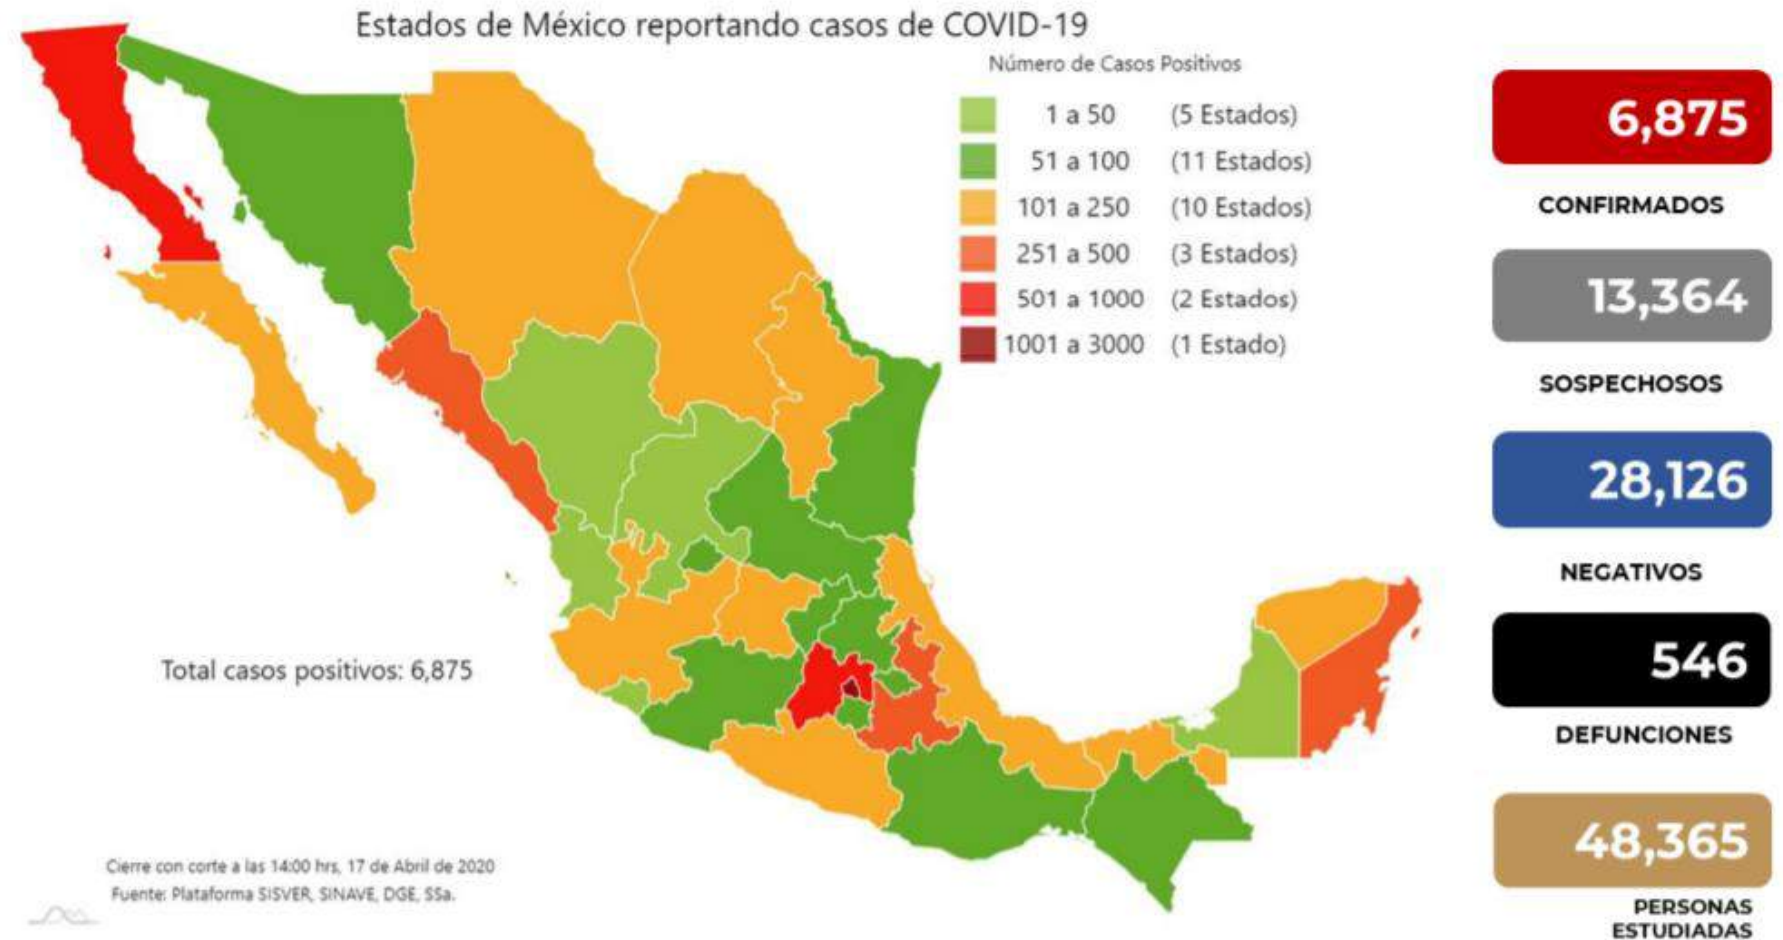 Estados de México reportando casos de COVID-19
Número de Casos Positivos
1 a 50 (5 Estados)
51 a 100 (11 Estados)
101 a 250 (10 Estados)
251 a 500 (3 Estados)
501 a 1000 (2 Estados)
1001 a 3000 (1 Estado)
Total casos positivos: 6,875
Cierre con corte a las 14:00 hrs, 17 de Abril de 2020
Fuente: Plataforma SISVER, SINAVE, DGE, SSa.
6,875
CONFIRMADOS
13,364
SOSPECHOSOS
28,126
NEGATIVOS
546
DEFUNCIONES
48,365
PERSONAS
ESTUDIADAS